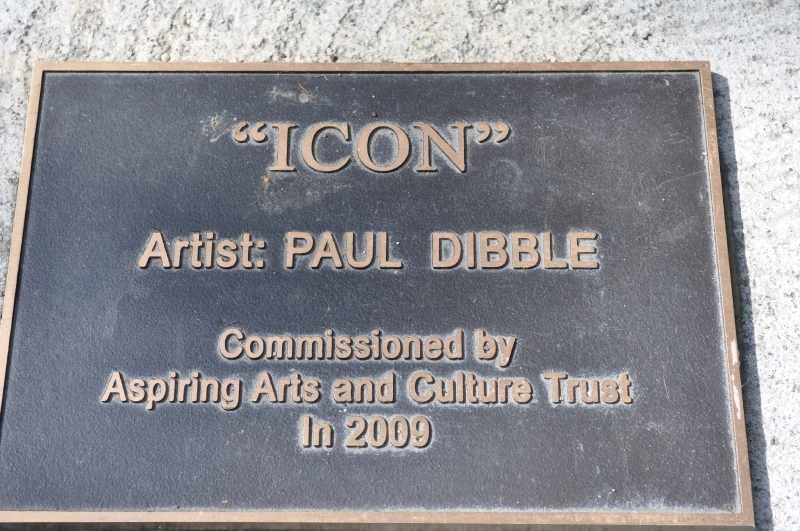 “ICON”
Artist: PAUL DIBBLE
Commissioned by
Aspiring Arts and Culture Trust
In 2009